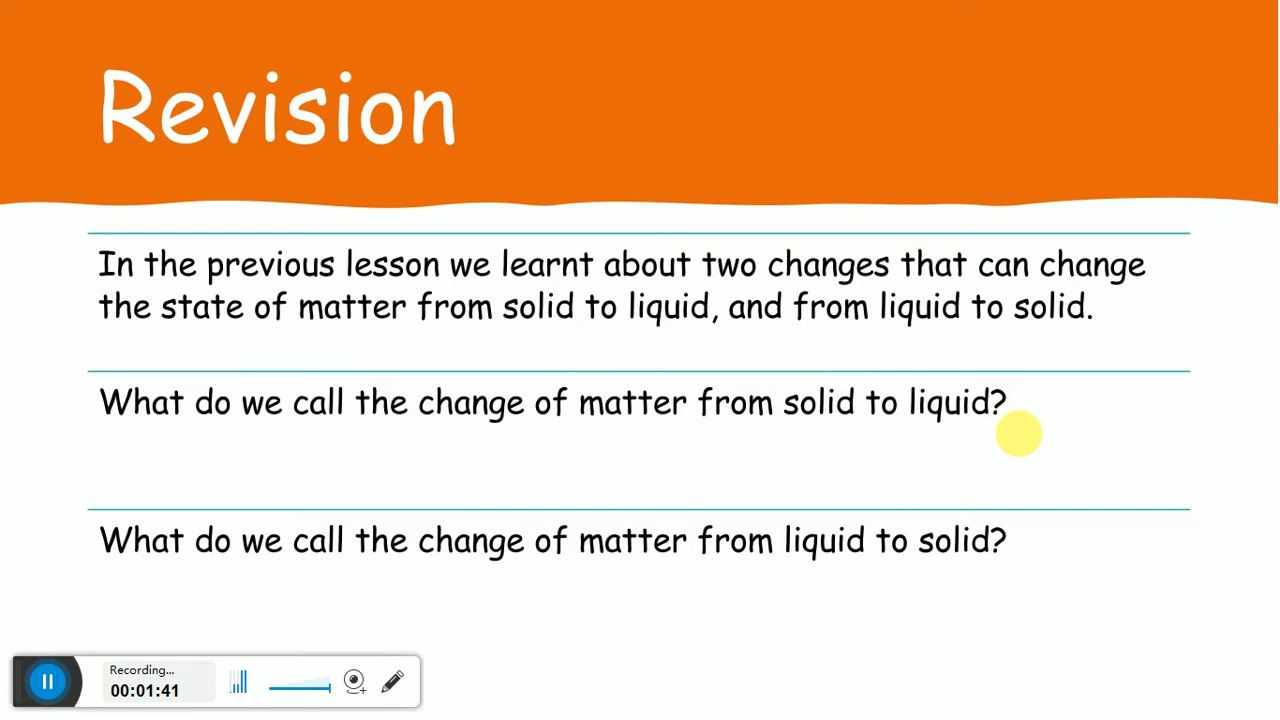 Revision
In the previous lesson we learnt about two changes that can change
the state of matter from solid to liquid, and from liquid to solid.
What do we call the change of matter from solid to liquid?
What do we call the change of matter from liquid to solid?
Recording...
00:01:41